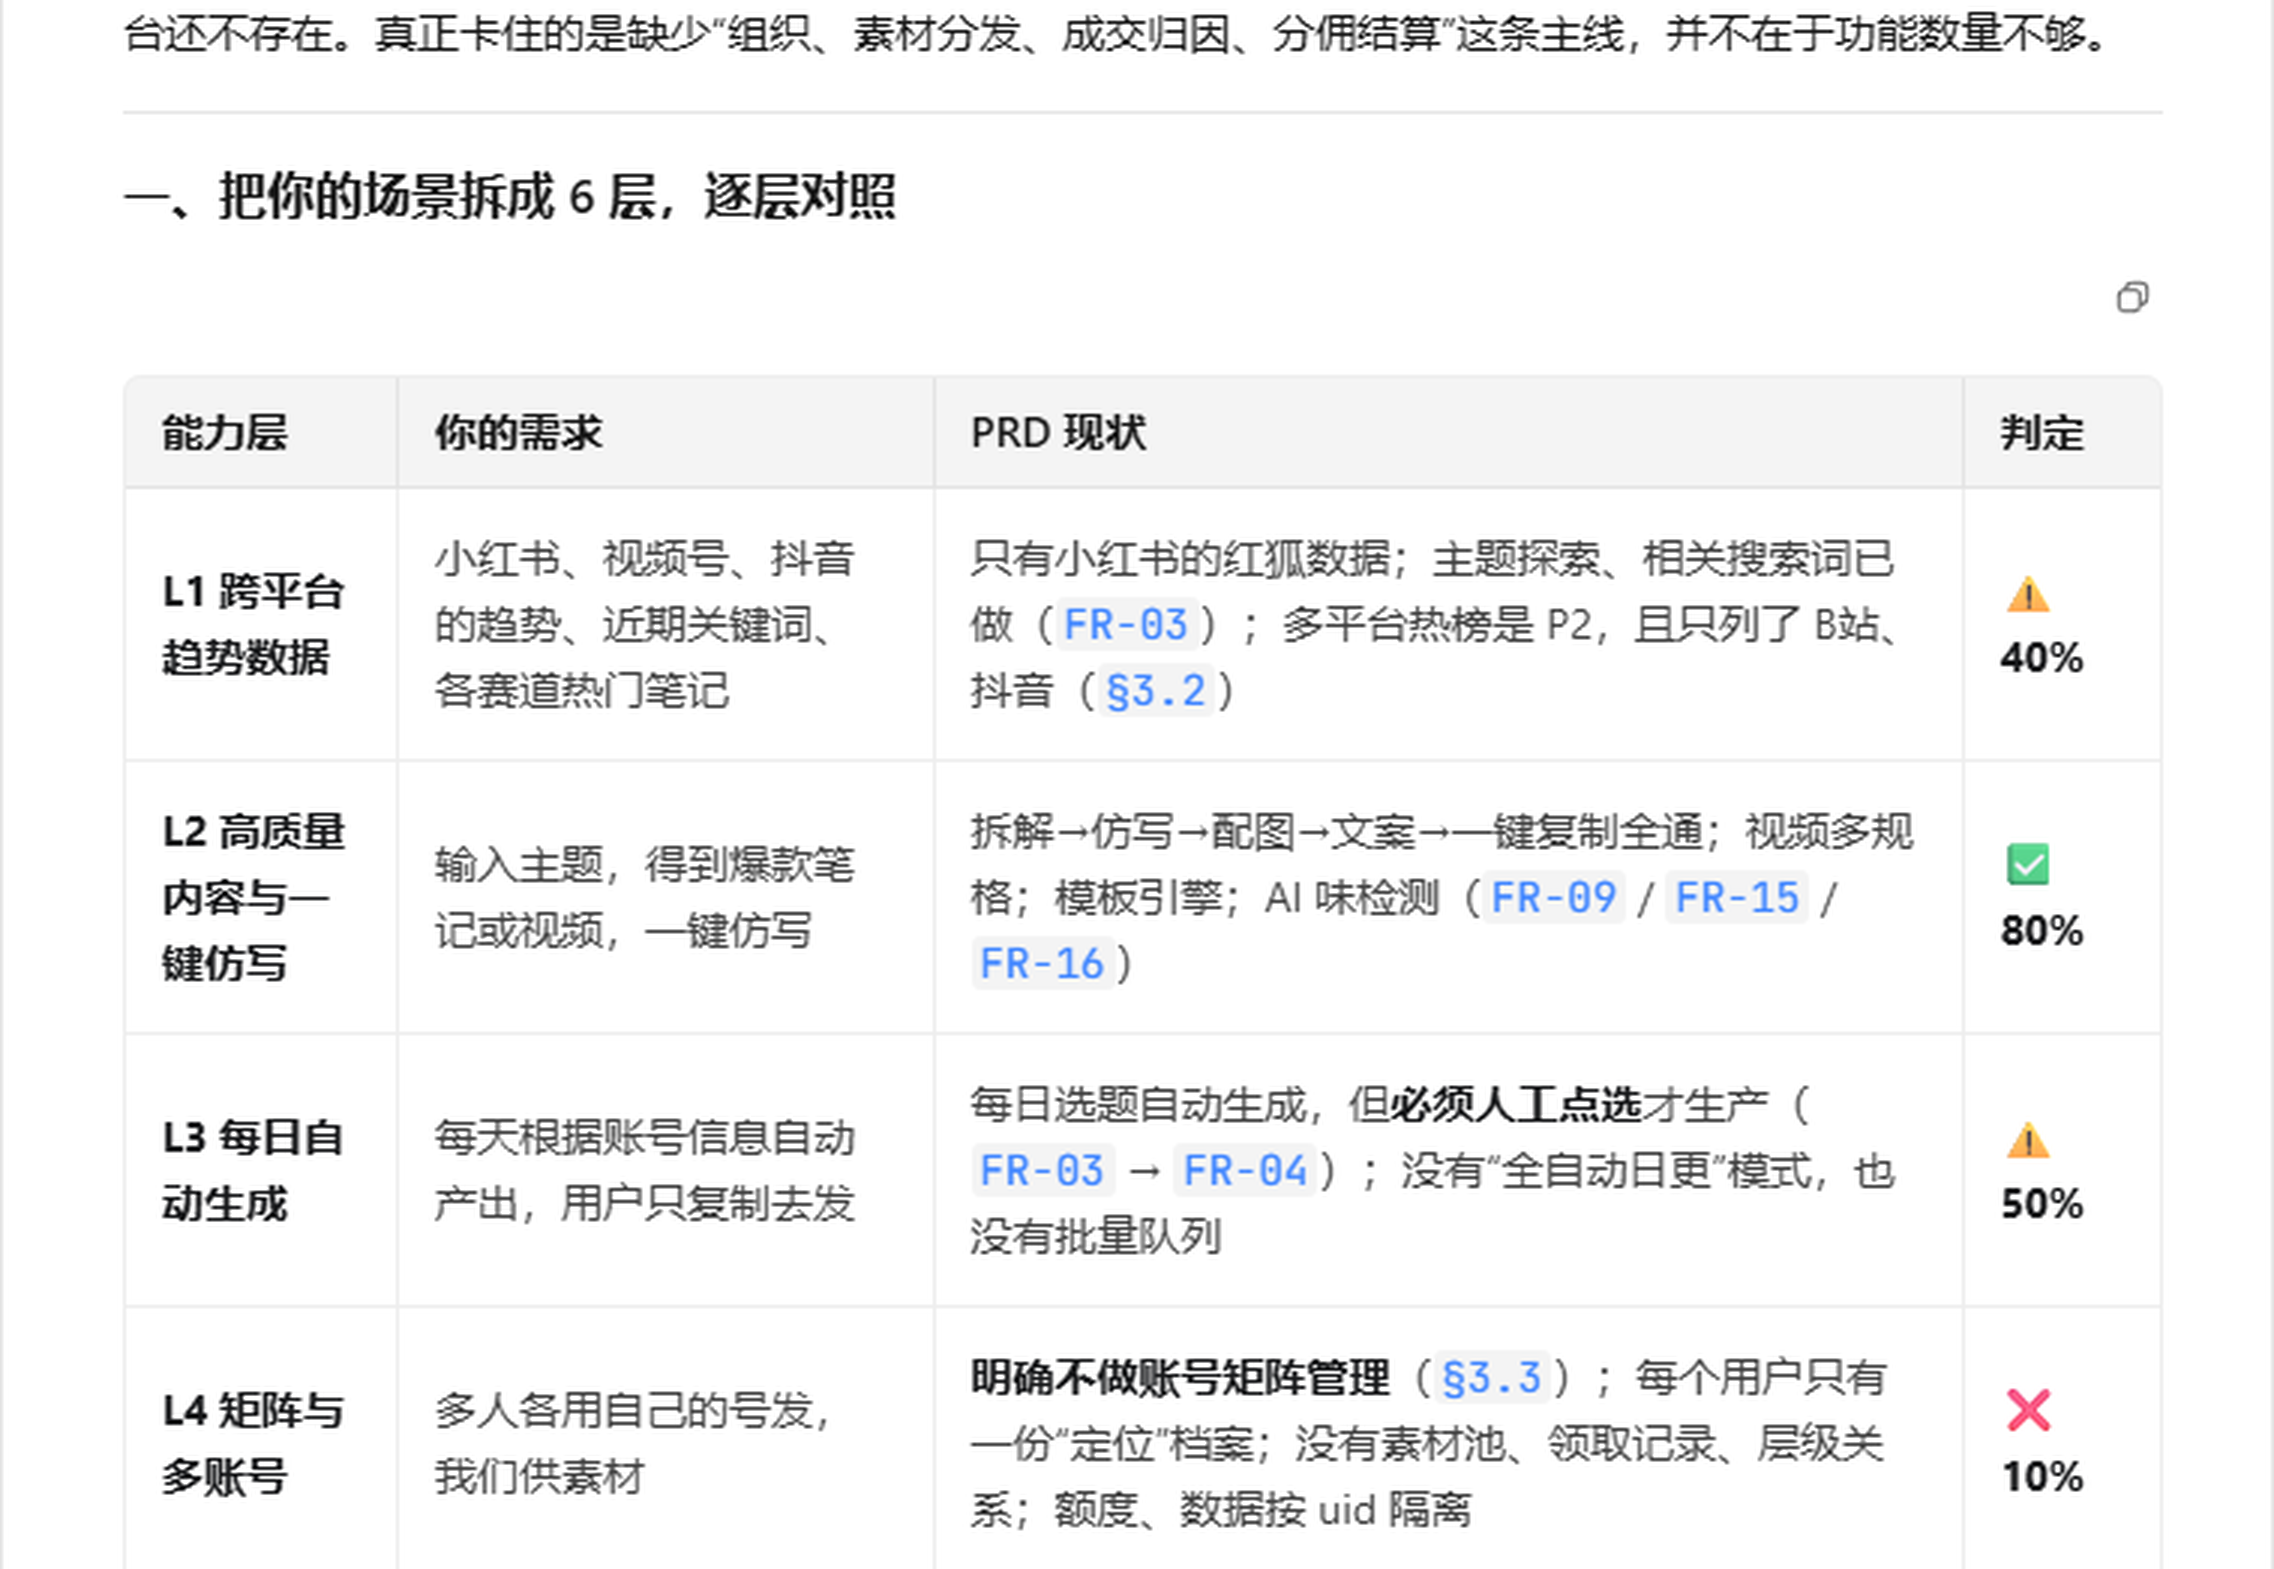 台还不存在。真正卡住的是缺少“组织、素材分发、成交归因、分佣结算”这条主线，并不在于功能数量不够。
一、把你的场景拆成 6 层，逐层对照
能力层
你的需求
PRD 现状
判定
L1 跨平台
趋势数据
小红书、视频号、抖音
的趋势、近期关键词、
各赛道热门笔记
只有小红书的红狐数据；主题探索、相关搜索词已
做（FR-03）；多平台热榜是 P2，且只列了 B站、
抖音（§3.2）
40%
L2 高质量
内容与一
键仿写
输入主题，得到爆款笔
记或视频，一键仿写
拆解→仿写→配图→文案→一键复制全通；视频多规
格；模板引擎；AI 味检测（FR-09 / FR-15 /
FR-16）
80%
L3 每日自
动生成
每天根据账号信息自动
产出，用户只复制去发
每日选题自动生成，但必须人工点选才生产（
FR-03 → FR-04）；没有“全自动日更”模式，也
没有批量队列
50%
L4 矩阵与
多账号
多人各用自己的号发，
我们供素材
明确不做账号矩阵管理（§3.3）；每个用户只有
一份“定位”档案；没有素材池、领取记录、层级关
系；额度、数据按 uid 隔离
10%